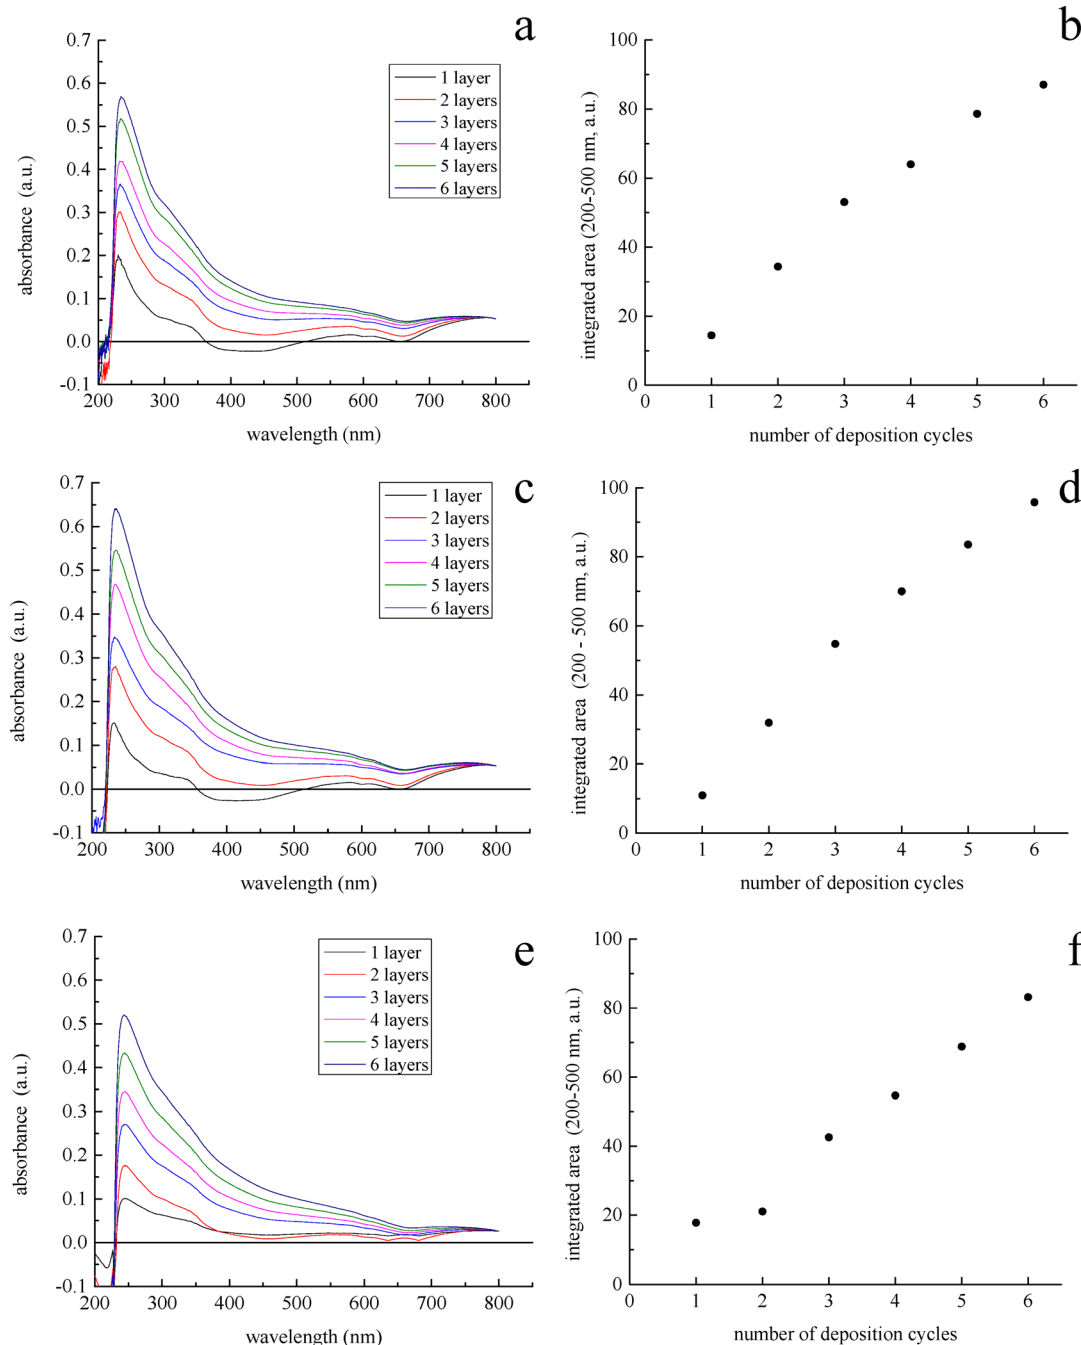 a
0.7
0.6
0.5
0.4
0.3
0.2
0.1
0.0
-0.1
absorbance (a.u.)
200 300 400 500 600 700 800
wavelength (nm)
1 layer
2 layers
3 layers
4 layers
5 layers
6 layers
b
100
80
60
40
20
0
integrated area (200-500 nm, a.u.)
0 1 2 3 4 5 6
number of deposition cycles
c
0.7
0.6
0.5
0.4
0.3
0.2
0.1
0.0
-0.1
absorbance (a.u.)
200 300 400 500 600 700 800
wavelength (nm)
1 layer
2 layers
3 layers
4 layers
5 layers
6 layers
d
100
80
60
40
20
0
integrated area (200 - 500 nm, a.u.)
0 1 2 3 4 5 6
number of deposition cycles
e
0.7
0.6
0.5
0.4
0.3
0.2
0.1
0.0
-0.1
absorbance (a.u.)
200 300 400 500 600 700 800
wavelength (nm)
1 layer
2 layers
3 layers
4 layers
5 layers
6 layers
f
100
80
60
40
20
0
integrated area (200-500 nm, a.u.)
0 1 2 3 4 5 6
number of deposition cycles